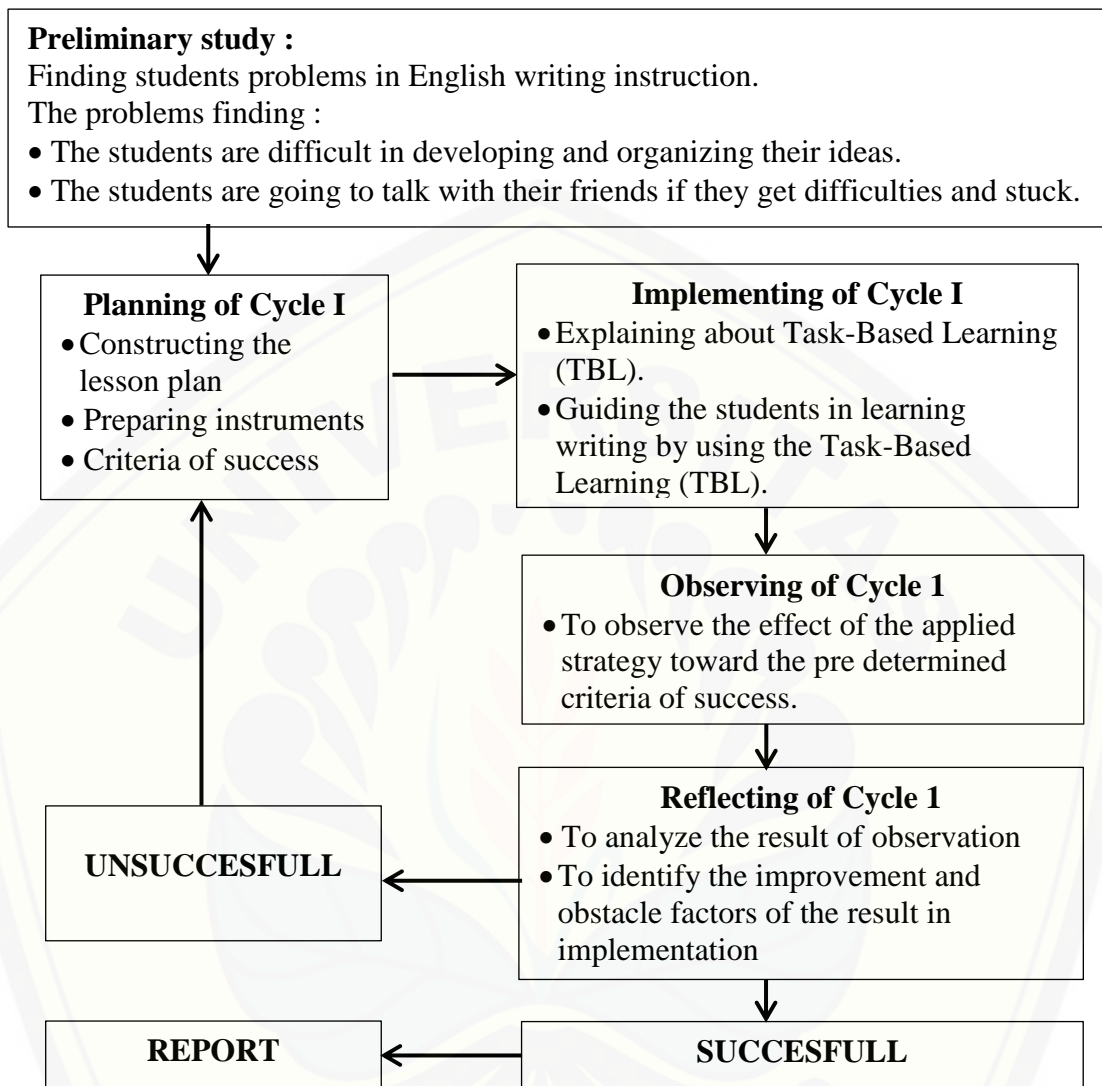 Preliminary study :
Finding students problems in English writing instruction.
The problems finding :
• The students are difficult in developing and organizing their ideas.
• The students are going to talk with their friends if they get difficulties and stuck.
Planning of Cycle I
• Constructing the
lesson plan
• Preparing instruments
• Criteria of success
Implementing of Cycle I
• Explaining about Task-Based Learning
(TBL).
• Guiding the students in learning
writing by using the Task-Based
Learning (TBL).
Observing of Cycle 1
• To observe the effect of the applied
strategy toward the pre determined
criteria of success.
Reflecting of Cycle 1
• To analyze the result of observation
• To identify the improvement and
obstacle factors of the result in
implementation
UNSUCCESFULL
REPORT
SUCCESFULL
UNIVERSITAS